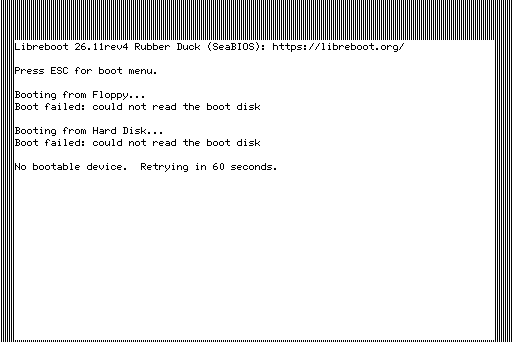 Libreboot 26.11rev4 Rubber Duck (SeaBIOS): https://libreboot.org/
Press ESC for boot menu.
Booting from Floppy...
Boot failed: could not read the boot disk
Booting from Hard Disk...
Boot failed: could not read the boot disk
No bootable device.  Retrying in 60 seconds.